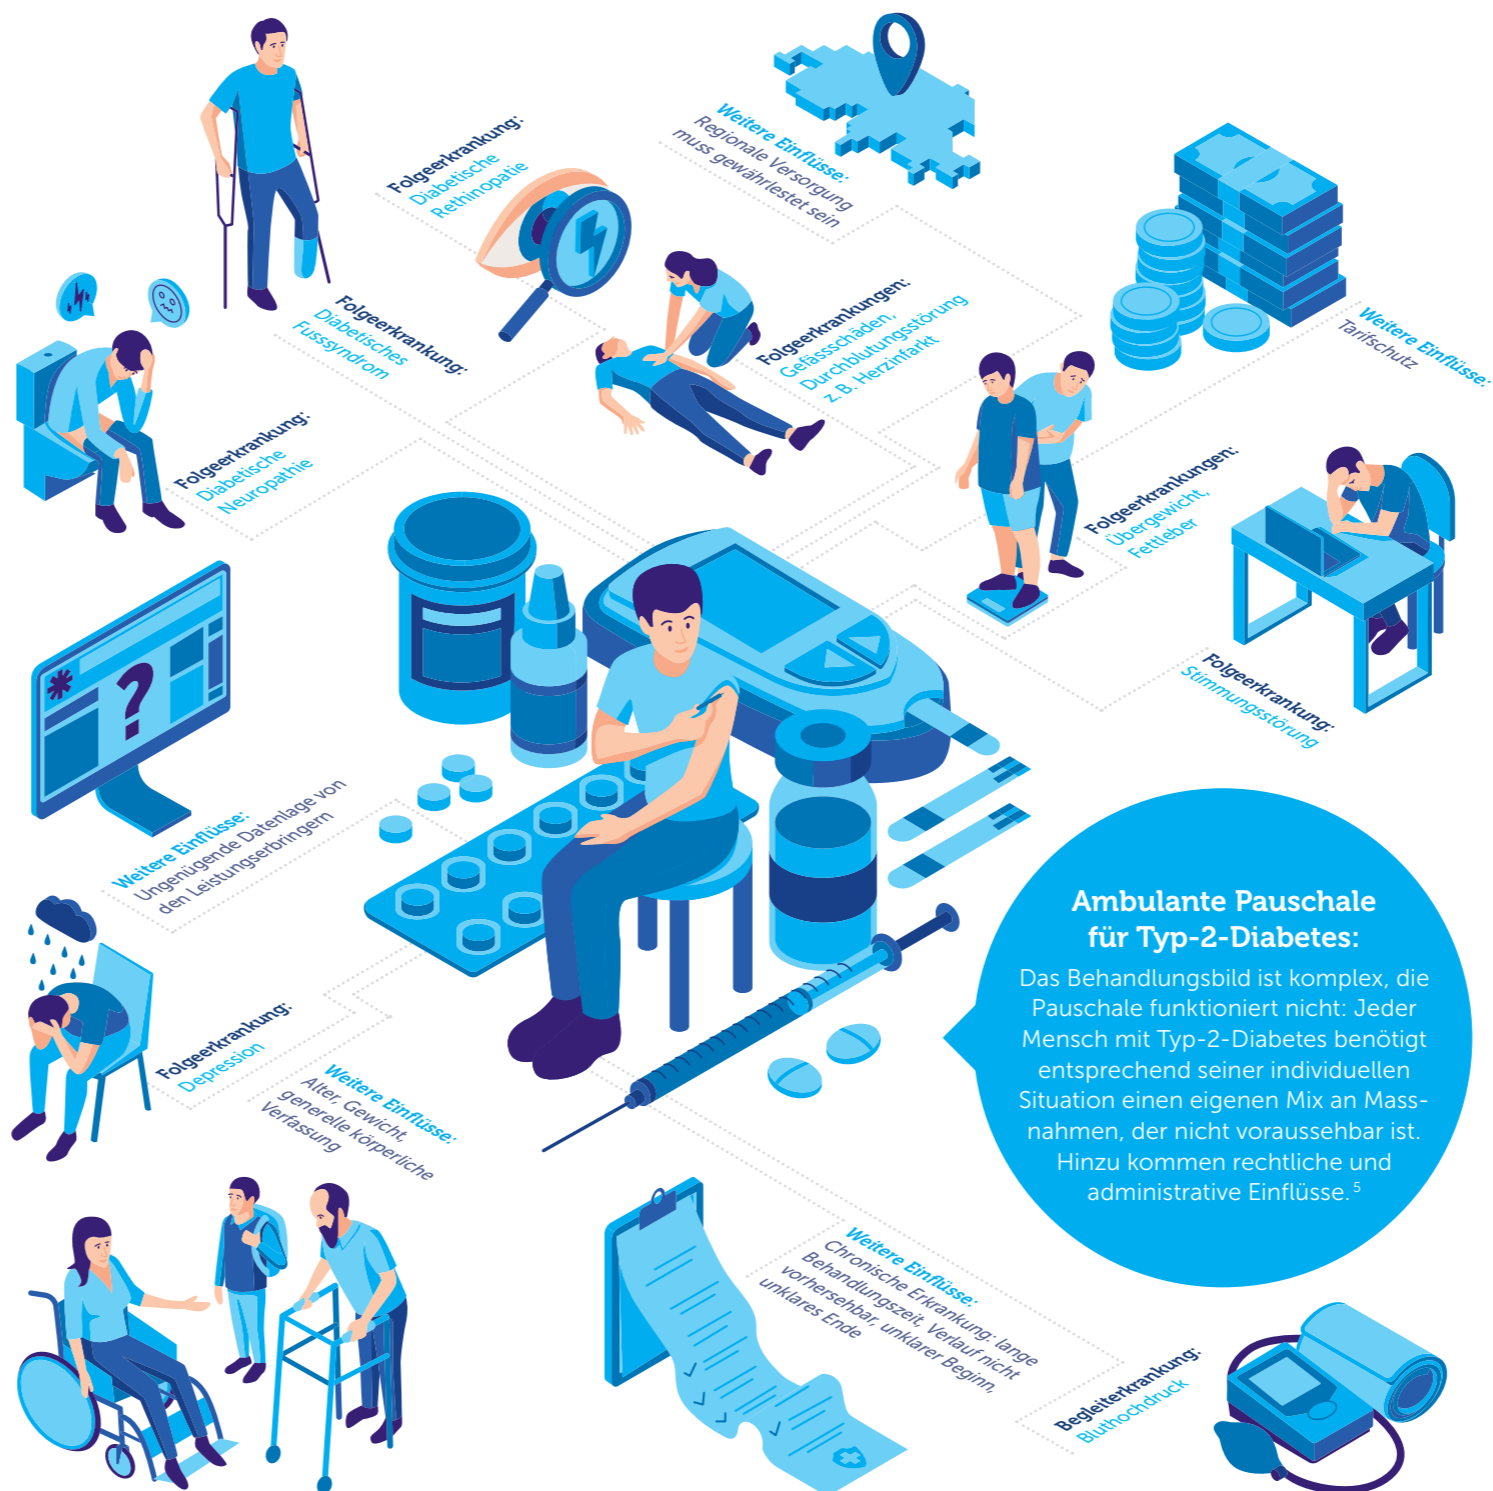 Folgeerkrankung:
Diabetische
Rethinopatie
Weitere Einflüsse:
Regionale Versorgung
muss gewährlestet sein
Folgeerkrankung:
Diabetisches
Fusssyndrom
Folgeerkrankungen:
Gefässschäden,
Durchblutungsstörung
z. B. Herzinfarkt
Weitere Einflüsse:
Tarifschutz
Folgeerkrankung:
Diabetische
Neuropathie
Folgeerkrankungen:
Übergewicht,
Fettleber
Folgeerkrankung:
Stimmungsstörung
?
Weitere Einflüsse:
Ungenügende Datenlage von
den Leistungserbringern
Ambulante Pauschale
für Typ-2-Diabetes:
Das Behandlungsbild ist komplex, die
Pauschale funktioniert nicht: Jeder
Mensch mit Typ-2-Diabetes benötigt
entsprechend seiner individuellen
Situation einen eigenen Mix an Mass-
nahmen, der nicht voraussehbar ist.
Hinzu kommen rechtliche und
administrative Einflüsse. 5
Folgeerkrankung:
Depression
Weitere Einflüsse:
Alter, Gewicht,
generelle körperliche
Verfassung
Weitere Einflüsse:
Chronische Erkrankung: lange
Behandlungszeit, Verlauf nicht
vorhersehbar, unklarer Beginn,
unklares Ende
Begleiterkrankung:
Bluthochdruck